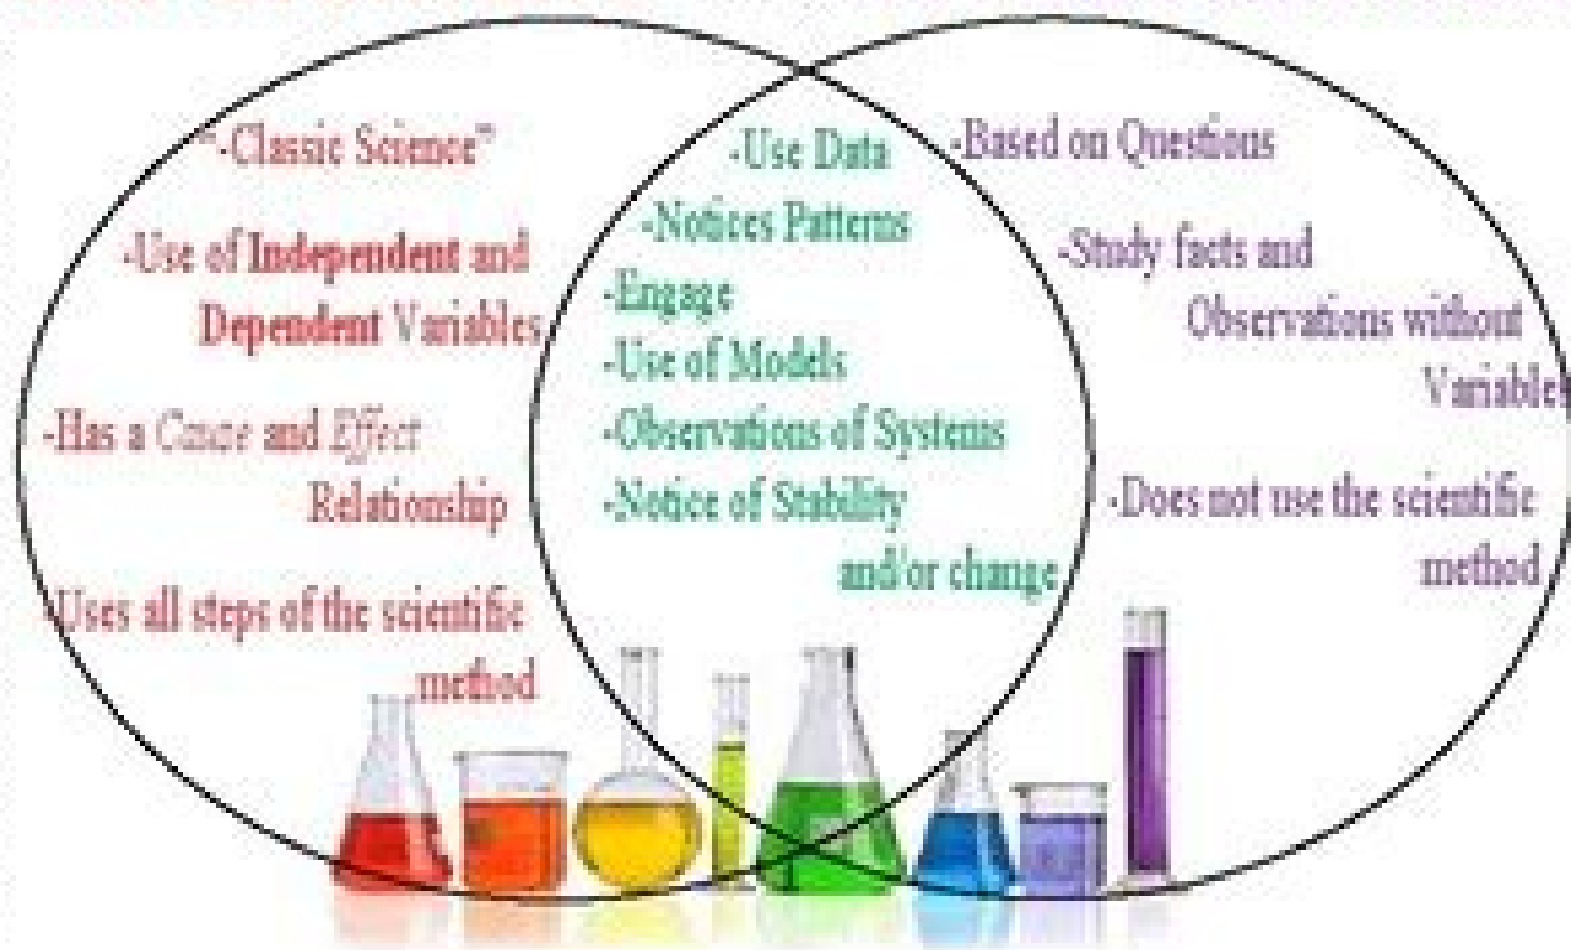 "-Classic Science"
-Use of Independent and
Dependent Variables
-Has a Cause and Effect
Relationship
-Uses all steps of the scientific
method
-Use Data
-Notices Patterns
-Engage
-Use of Models
-Observations of Systems
-Notice of Stability
and/or change
-Based on Questions
-Study facts and
Observations without
Variables
-Does not use the scientific
method